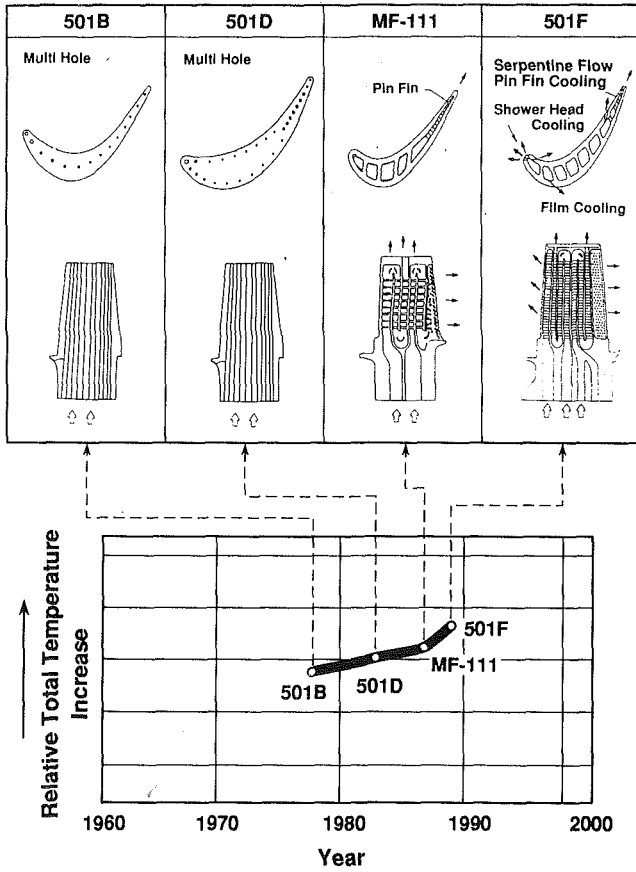 501B
501D
MF-111
501F
Multi Hole
Multi Hole
Pin Fin
Serpentine Flow
Pin Fin Cooling
Shower Head
Cooling
Film Cooling
Relative Total Temperature
Increase
501B
501D
MF-111
501F
1960
1970
1980
1990
2000
Year